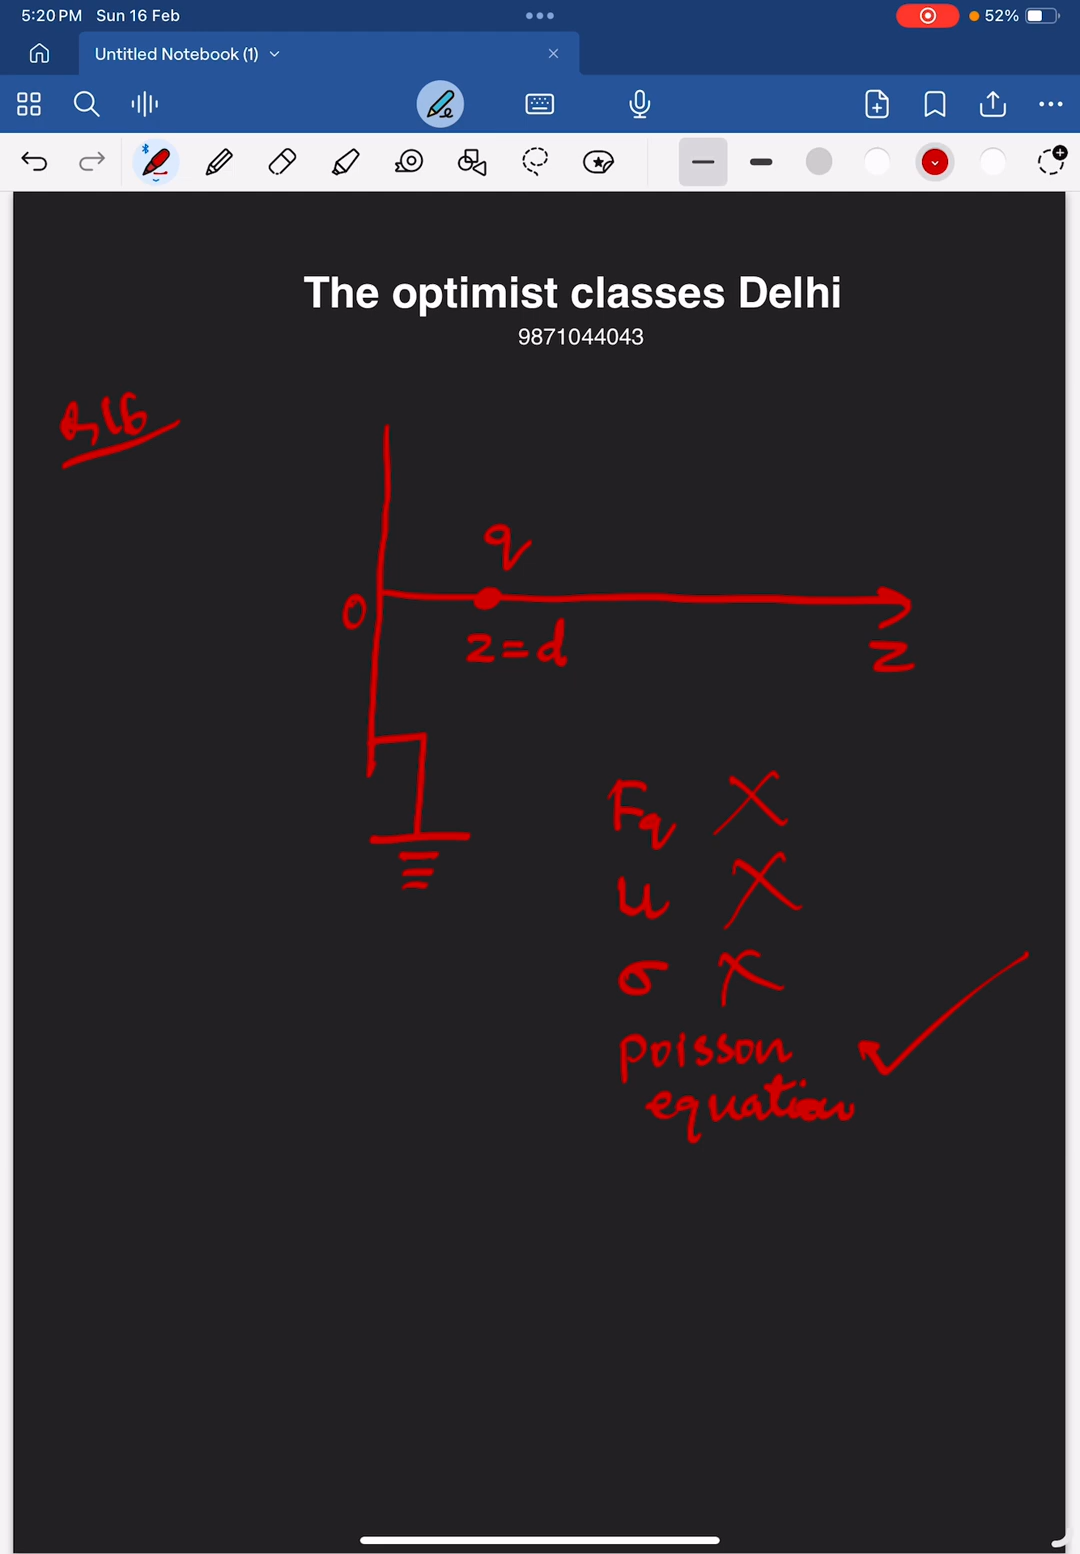 5:20 PM Sun 16 Feb
52%
Untitled Notebook (1)
The optimist classes Delhi
9871044043
Q16
q
0
z=d
z
Fq X
u X
σ X
poisson
equation